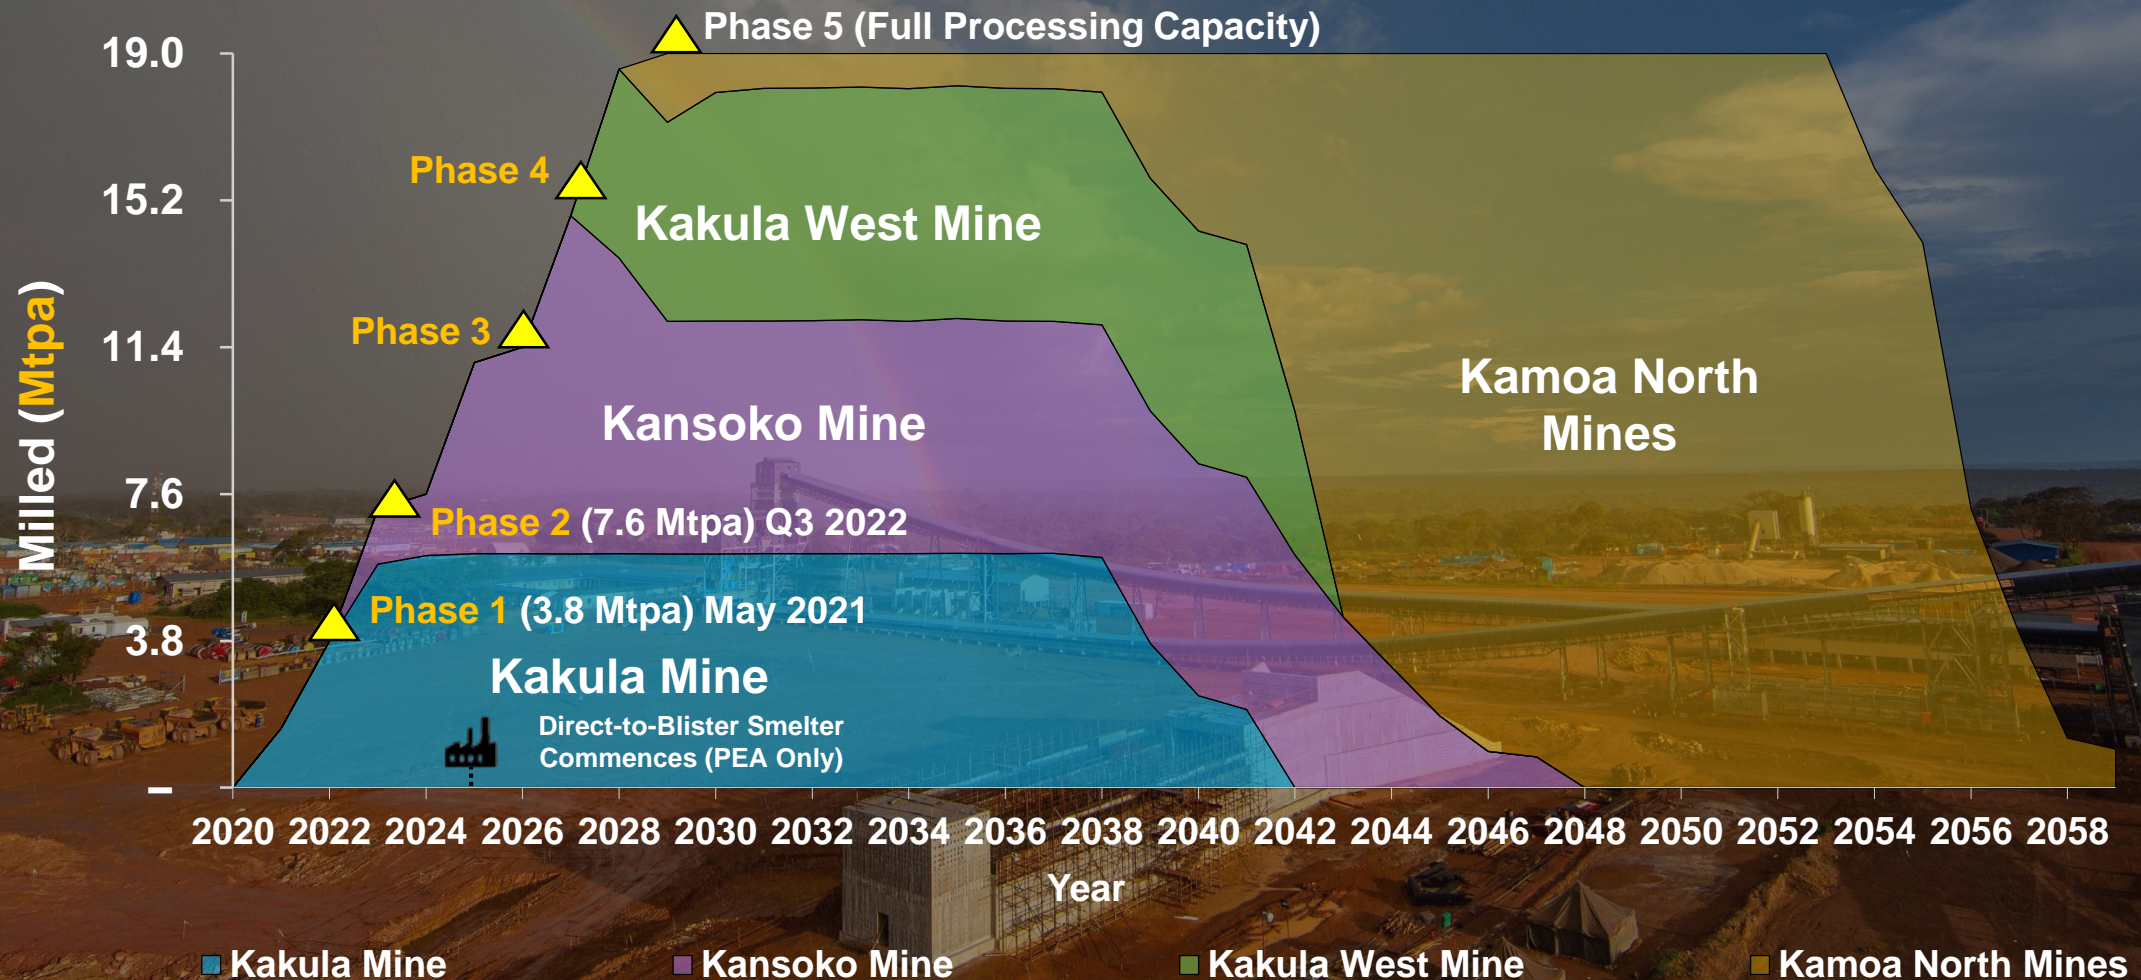 Phase 5 (Full Processing Capacity)
19.0
Phase 4
15.2
Kakula West Mine
Phase 3
11.4
Milled (Mtpa)
Kamoa North
Mines
Kansoko Mine
7.6
Phase 2 (7.6 Mtpa) Q3 2022
Phase 1 (3.8 Mtpa) May 2021
3.8
Kakula Mine
Direct-to-Blister Smelter
Commences (PEA Only)
–
2020 2022 2024 2026 2028 2030 2032 2034 2036 2038 2040 2042 2044 2046 2048 2050 2052 2054 2056 2058
Year
Kakula Mine Kansoko Mine Kakula West Mine Kamoa North Mines